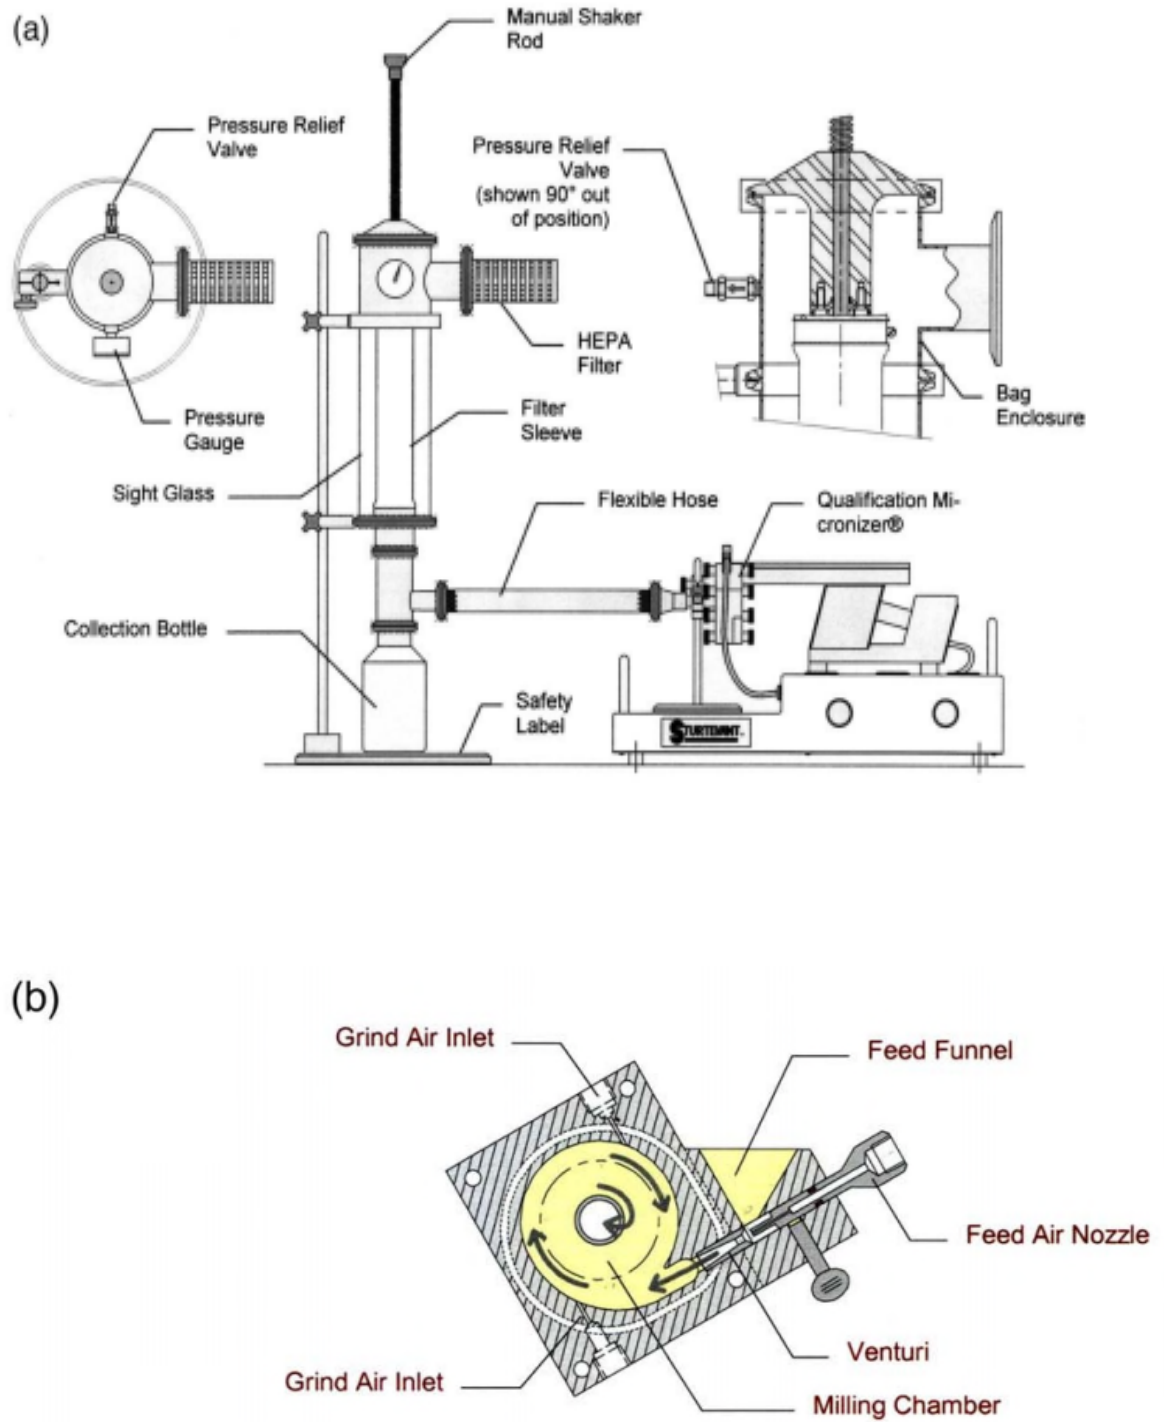 (a)
Manual Shaker
Rod
Pressure Relief
Valve
Pressure Relief
Valve
(shown 90° out
of position)
HEPA
Filter
Bag
Enclosure
Pressure
Gauge
Filter
Sleeve
Sight Glass
Flexible Hose
Qualification Mi-
cronizer®
Collection Bottle
Safety
Label
STURTEVANT
(b)
Grind Air Inlet
Feed Funnel
Feed Air Nozzle
Venturi
Grind Air Inlet
Milling Chamber